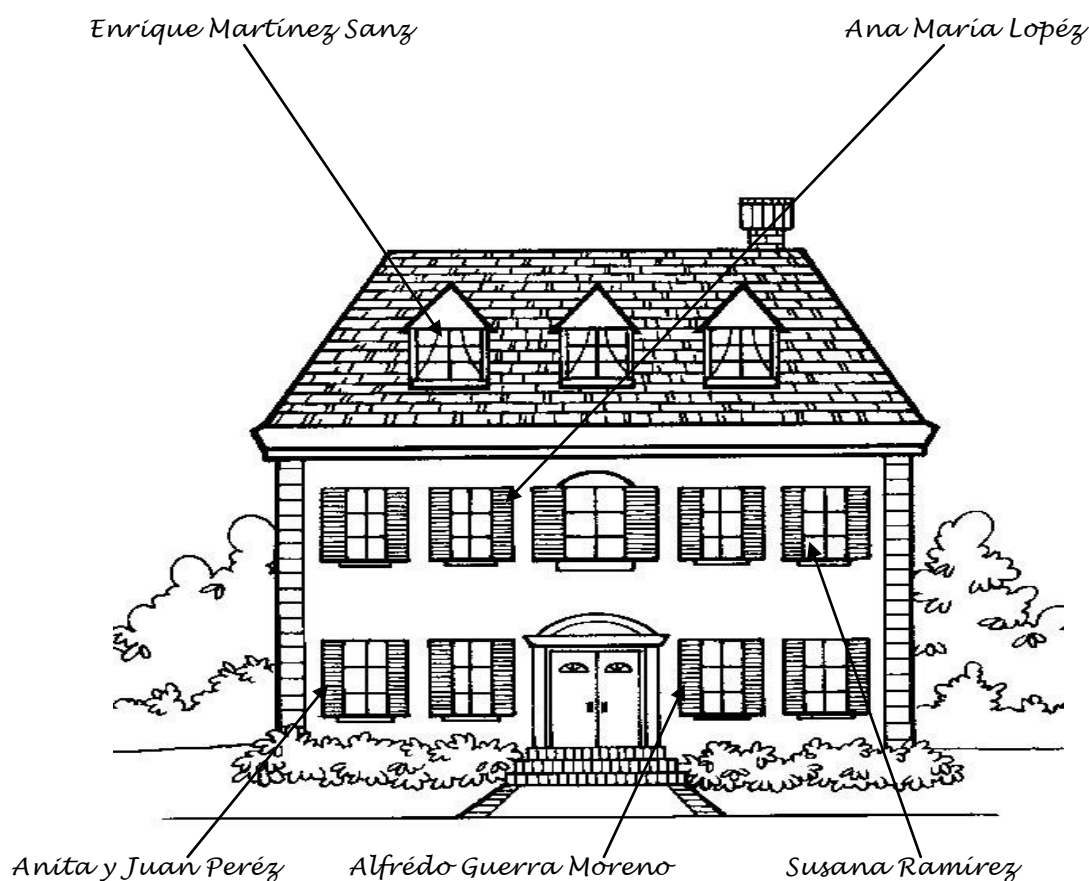 Enrique Martínez Sanz
Ana María Lopéz
Anita y Juan Peréz
Alfrédo Guerra Moreno
Susana Ramírez